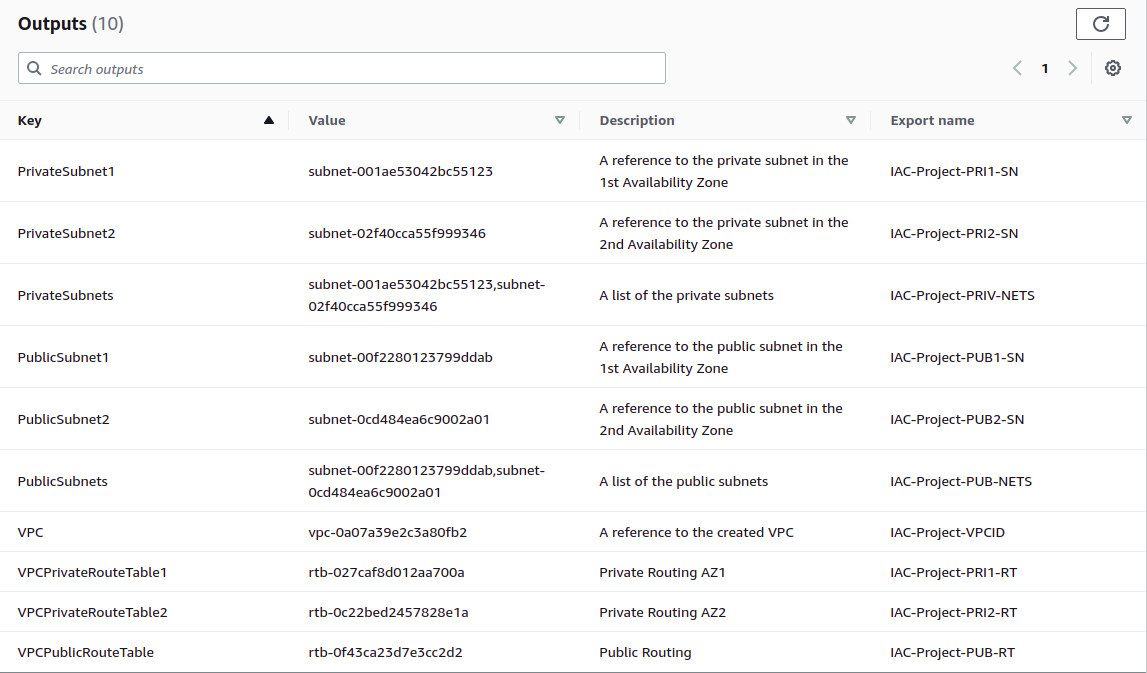 Outputs (10)
Search outputs
1
Key Value Description Export name
PrivateSubnet1 subnet-001ae53042bc55123 A reference to the private subnet in the
1st Availability Zone IAC-Project-PRI1-SN
PrivateSubnet2 subnet-02f40cca55f999346 A reference to the private subnet in the
2nd Availability Zone IAC-Project-PRI2-SN
PrivateSubnets subnet-001ae53042bc55123,subnet-
02f40cca55f999346 A list of the private subnets IAC-Project-PRIV-NETS
PublicSubnet1 subnet-00f2280123799ddab A reference to the public subnet in the
1st Availability Zone IAC-Project-PUB1-SN
PublicSubnet2 subnet-0cd484ea6c9002a01 A reference to the public subnet in the
2nd Availability Zone IAC-Project-PUB2-SN
PublicSubnets subnet-00f2280123799ddab,subnet-
0cd484ea6c9002a01 A list of the public subnets IAC-Project-PUB-NETS
VPC vpc-0a07a39e2c3a80fb2 A reference to the created VPC IAC-Project-VPCID
VPCPrivateRouteTable1 rtb-027caf8d012aa700a Private Routing AZ1 IAC-Project-PRI1-RT
VPCPrivateRouteTable2 rtb-0c22bed2457828e1a Private Routing AZ2 IAC-Project-PRI2-RT
VPCPublicRouteTable rtb-0f43ca23d7e3cc2d2 Public Routing IAC-Project-PUB-RT